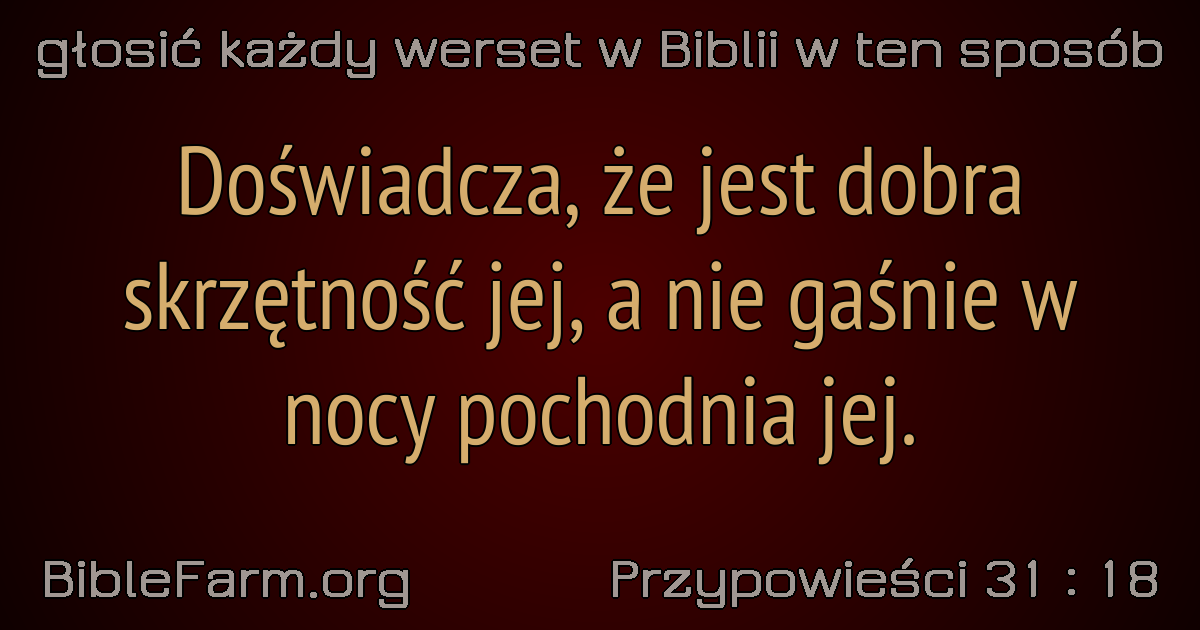 głosić każdy werset w Biblii w ten sposób
Doświadcza, że jest dobra
skrzętność jej, a nie gaśnie w
nocy pochodnia jej.
BibleFarm.org
Przypowieści 31 : 18